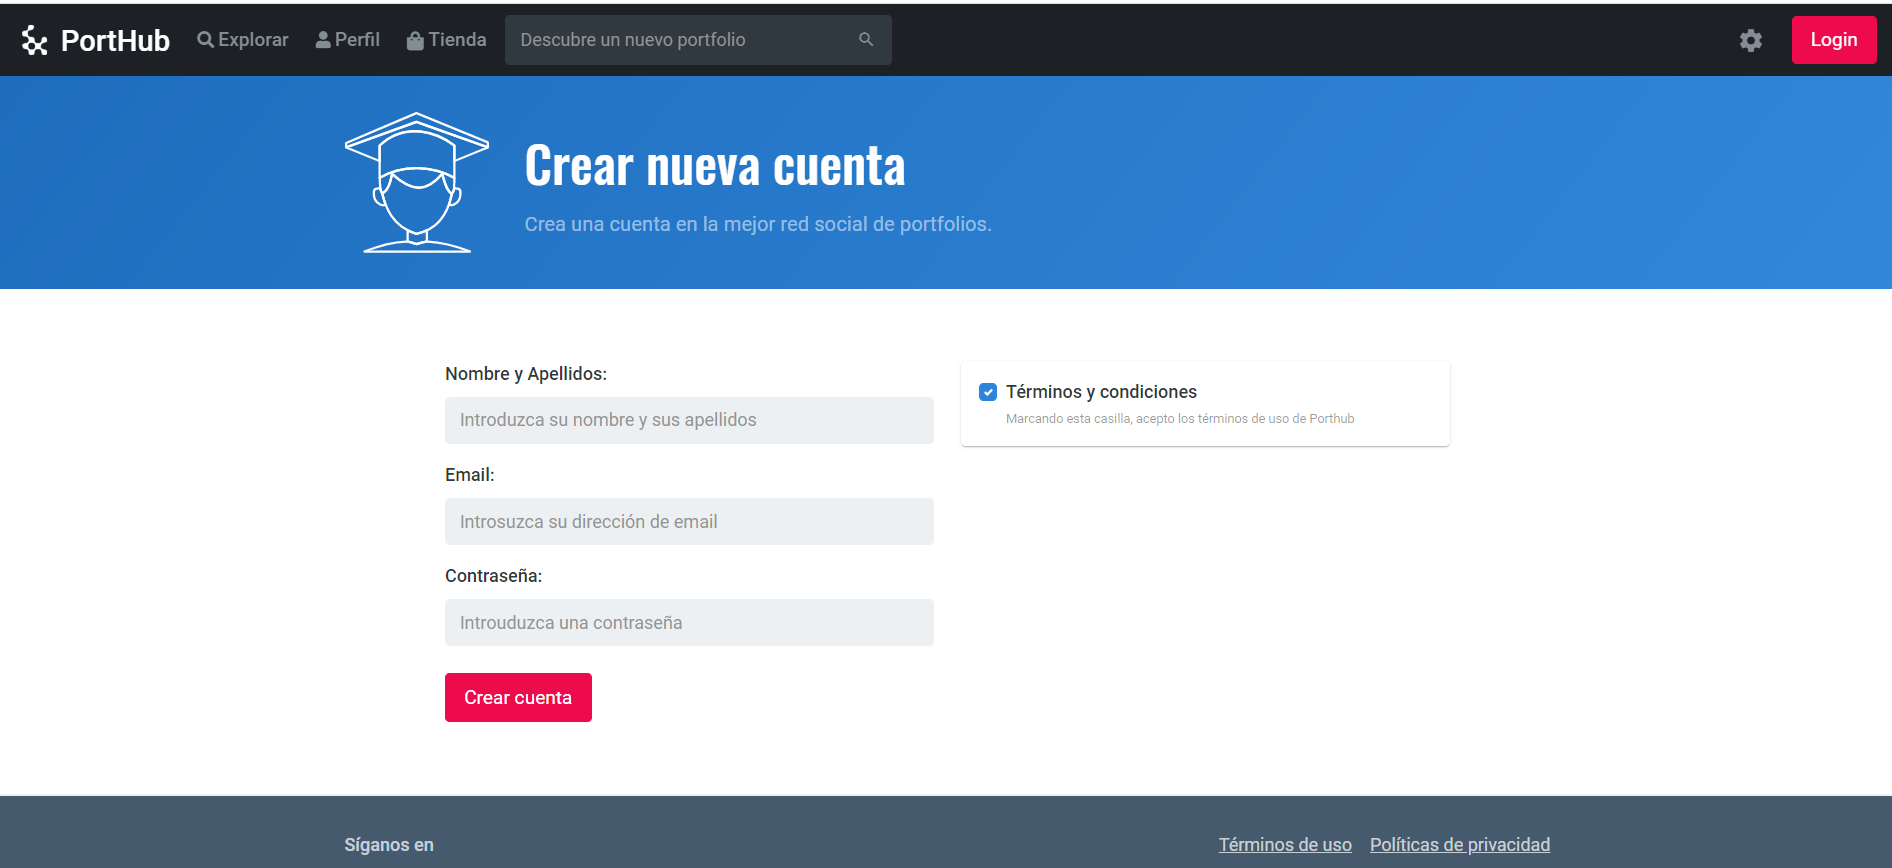 PortHub Explorar Perfil Tienda Descubre un nuevo portfolio Login
Crear nueva cuenta
Crea una cuenta en la mejor red social de portfolios.
Nombre y Apellidos:
Introduzca su nombre y sus apellidos
Email:
Introsuzca su dirección de email
Contraseña:
Introuduzca una contraseña
Crear cuenta
Términos y condiciones
Marcando esta casilla, acepto los términos de uso de Porthub
Síganos en
Términos de uso Políticas de privacidad